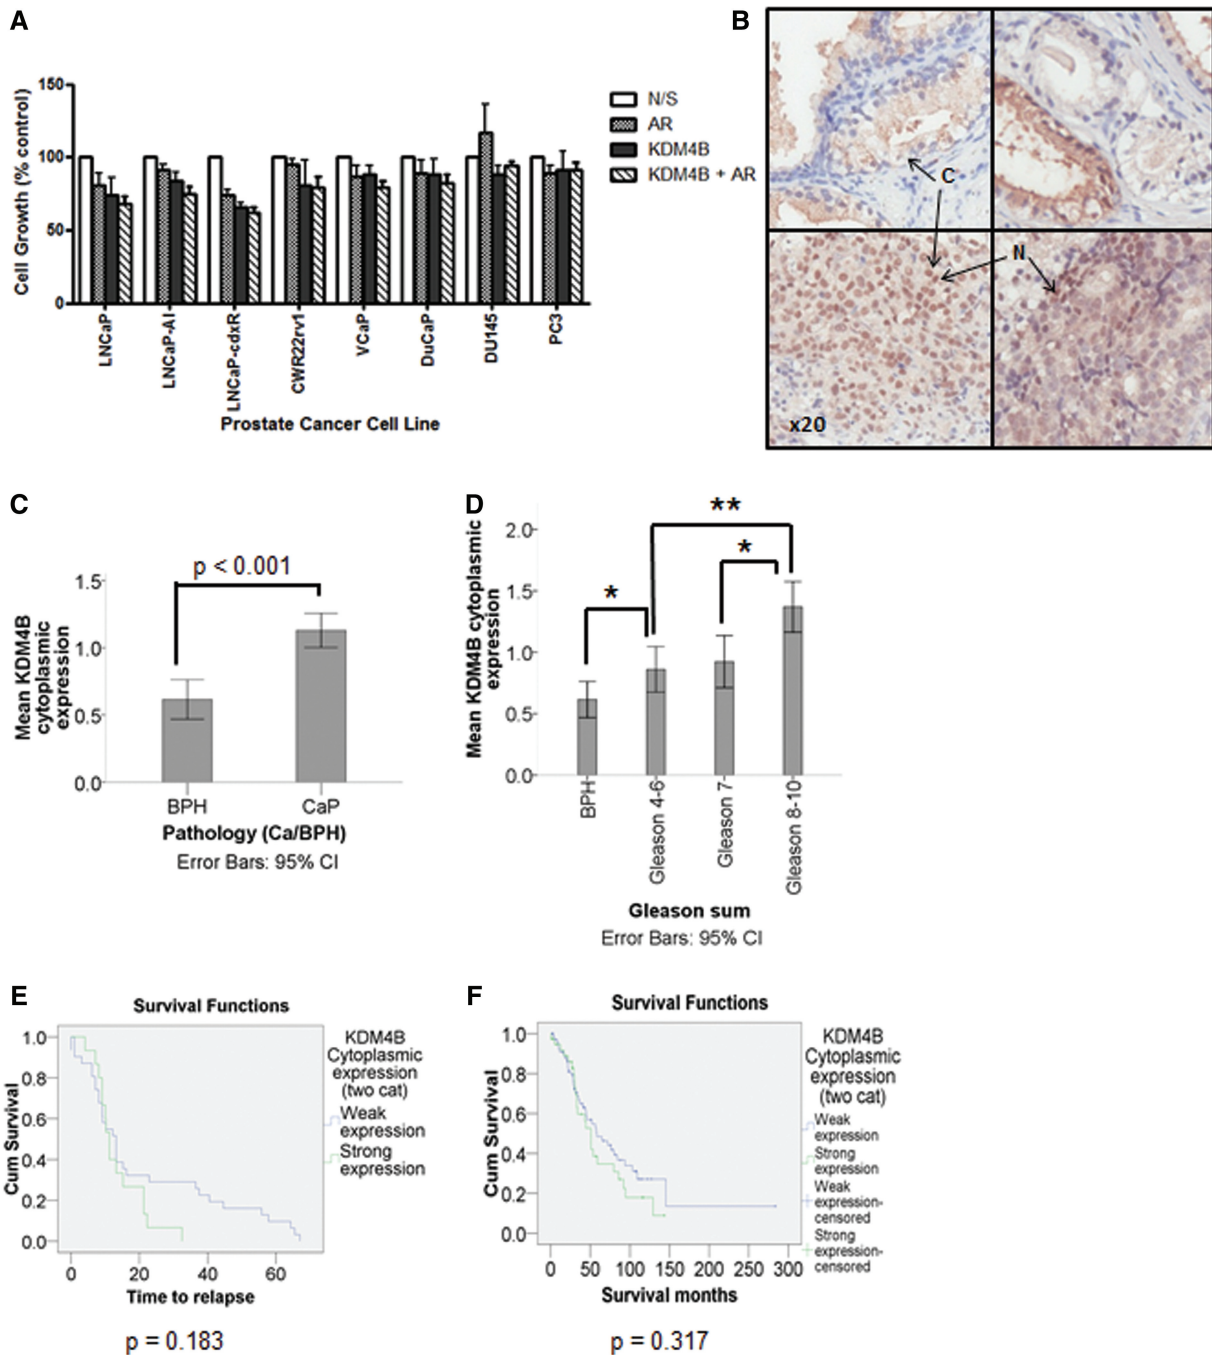 A
150
100
50
0
Cell Growth (% control)
N/S
AR
KDM4B
KDM4B + AR
LNCaP
LNCaP-AI
LNCaP-cdxR
CWR22rv1
VCaP
DuCaP
DU145
PC3
Prostate Cancer Cell Line
B
C
N
x20
C
p < 0.001
1.5
1.0
0.5
0.0
Mean KDM4B
cytoplasmic
expression
BPH
CaP
Pathology (Ca/BPH)
Error Bars: 95% CI
D
**
*
*
2.0
1.5
1.0
0.5
0.0
Mean KDM4B cytoplasmic
expression
BPH
Gleason 4-6
Gleason 7
Gleason 8-10
Gleason sum
Error Bars: 95% CI
E
Survival Functions
1.0
0.8
0.6
0.4
0.2
0.0
Cum Survival
0
20
40
60
Time to relapse
KDM4B
Cytoplasmic
expression
(two cat)
Weak
expression
Strong
expression
p = 0.183
F
Survival Functions
1.0
0.8
0.6
0.4
0.2
0.0
Cum Survival
0
50
100
150
200
250
300
Survival months
KDM4B
Cytoplasmic
expression
(two cat)
Weak
expression
Strong
expression
Weak
expression-
censored
Strong
expression-
censored
p = 0.317